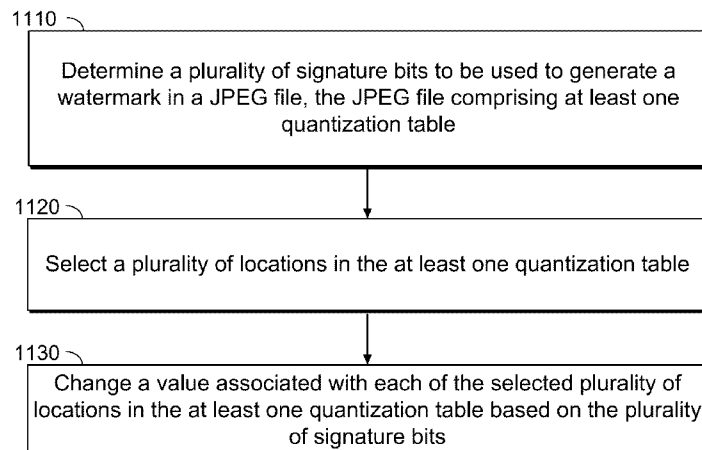 1110
Determine a plurality of signature bits to be used to generate a
watermark in a JPEG file, the JPEG file comprising at least one
quantization table
1120
Select a plurality of locations in the at least one quantization table
1130
Change a value associated with each of the selected plurality of
locations in the at least one quantization table based on the plurality
of signature bits